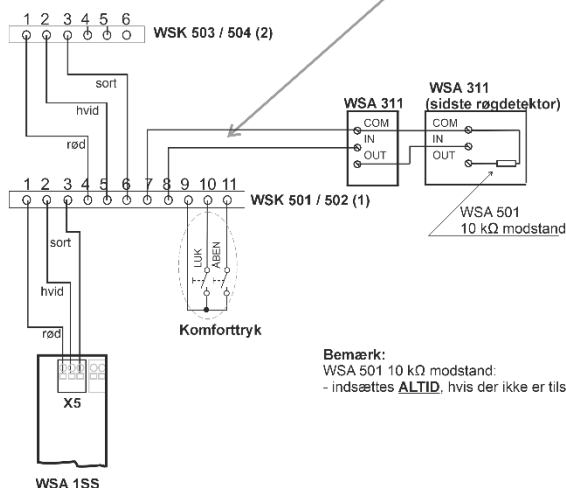 1 2 3 4 5 6
WSK 503 / 504 (2)
sort
hvid
rød
WSA 311
COM
IN
OUT
WSA 311
(sidste røgdetektor)
COM
IN
OUT
1 2 3 4 5 6 7 8 9 10 11
WSK 501 / 502 (1)
WSA 501
10 kΩ modstand
sort
hvid
rød
LUK
ÅBEN
Komforttryk
X5
WSA 1SS
Bemærk:
WSA 501 10 kΩ modstand:
- indsættes ALTID, hvis der ikke er tils